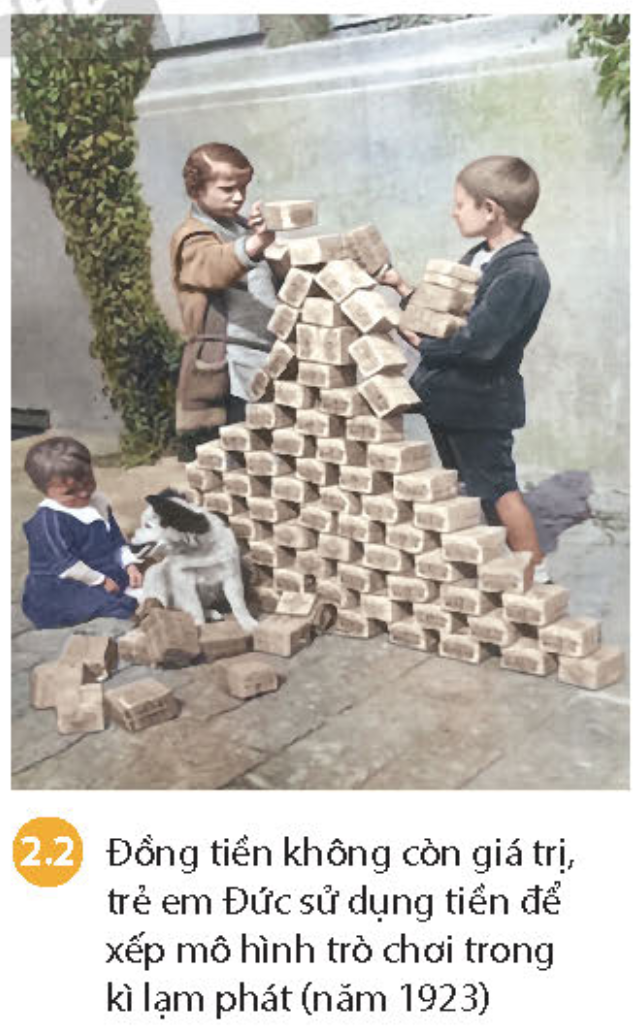 2.2 Đồng tiền không còn giá trị,
trẻ em Đức sử dụng tiền để
xếp mô hình trò chơi trong
kì lạm phát (năm 1923)